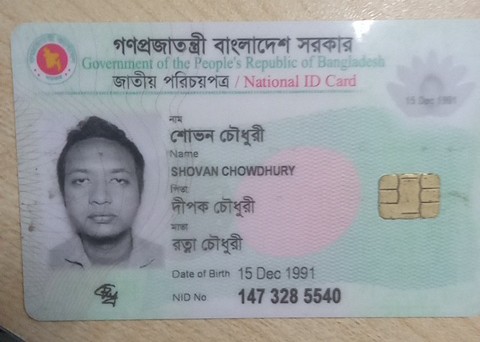 গণপ্রজাতন্ত্রী বাংলাদেশ সরকার
Government of the People's Republic of Bangladesh
জাতীয় পরিচয়পত্র / National ID Card
15 Dec 1991
নাম
শোভন চৌধুরী
Name
SHOVAN CHOWDHURY
পিতা
দীপক চৌধুরী
মাতা
রত্না চৌধুরী
Date of Birth 15 Dec 1991
NID No 147 328 5540